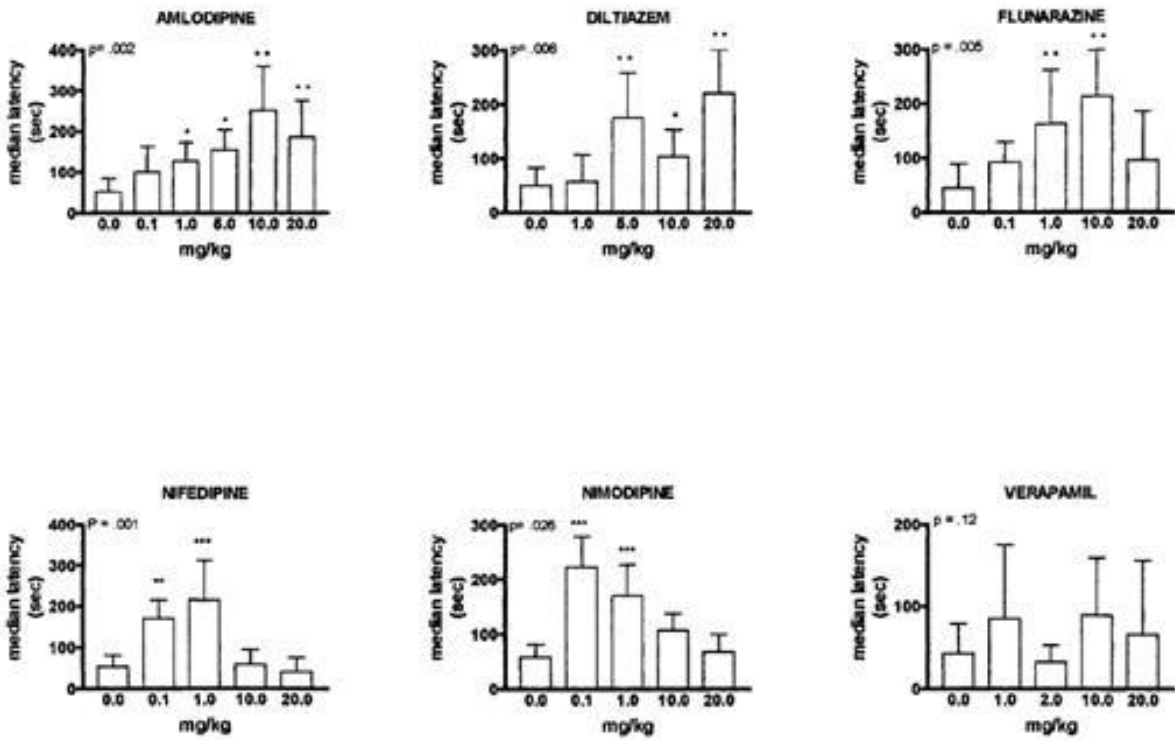 AMLODIPINE
p= .002
400
300
200
100
0
median latency
(sec)
*
*
* *
* *
0.0 0.1 1.0 5.0 10.0 20.0
mg/kg
DILTIAZEM
p= .006
300
200
100
0
median latency
(sec)
* *
*
* *
0.0 1.0 5.0 10.0 20.0
mg/kg
FLUNARAZINE
p = .005
300
200
100
0
median latency
(sec)
* *
* *
0.0 0.1 1.0 10.0 20.0
mg/kg
NIFEDIPINE
P = .001
400
300
200
100
0
median latency
(sec)
**
***
0.0 0.1 1.0 10.0 20.0
mg/kg
NIMODIPINE
p= .026
300
200
100
0
median latency
(sec)
***
***
0.0 0.1 1.0 10.0 20.0
mg/kg
VERAPAMIL
p = .12
200
100
0
median latency
(sec)
0.0 1.0 2.0 10.0 20.0
mg/kg